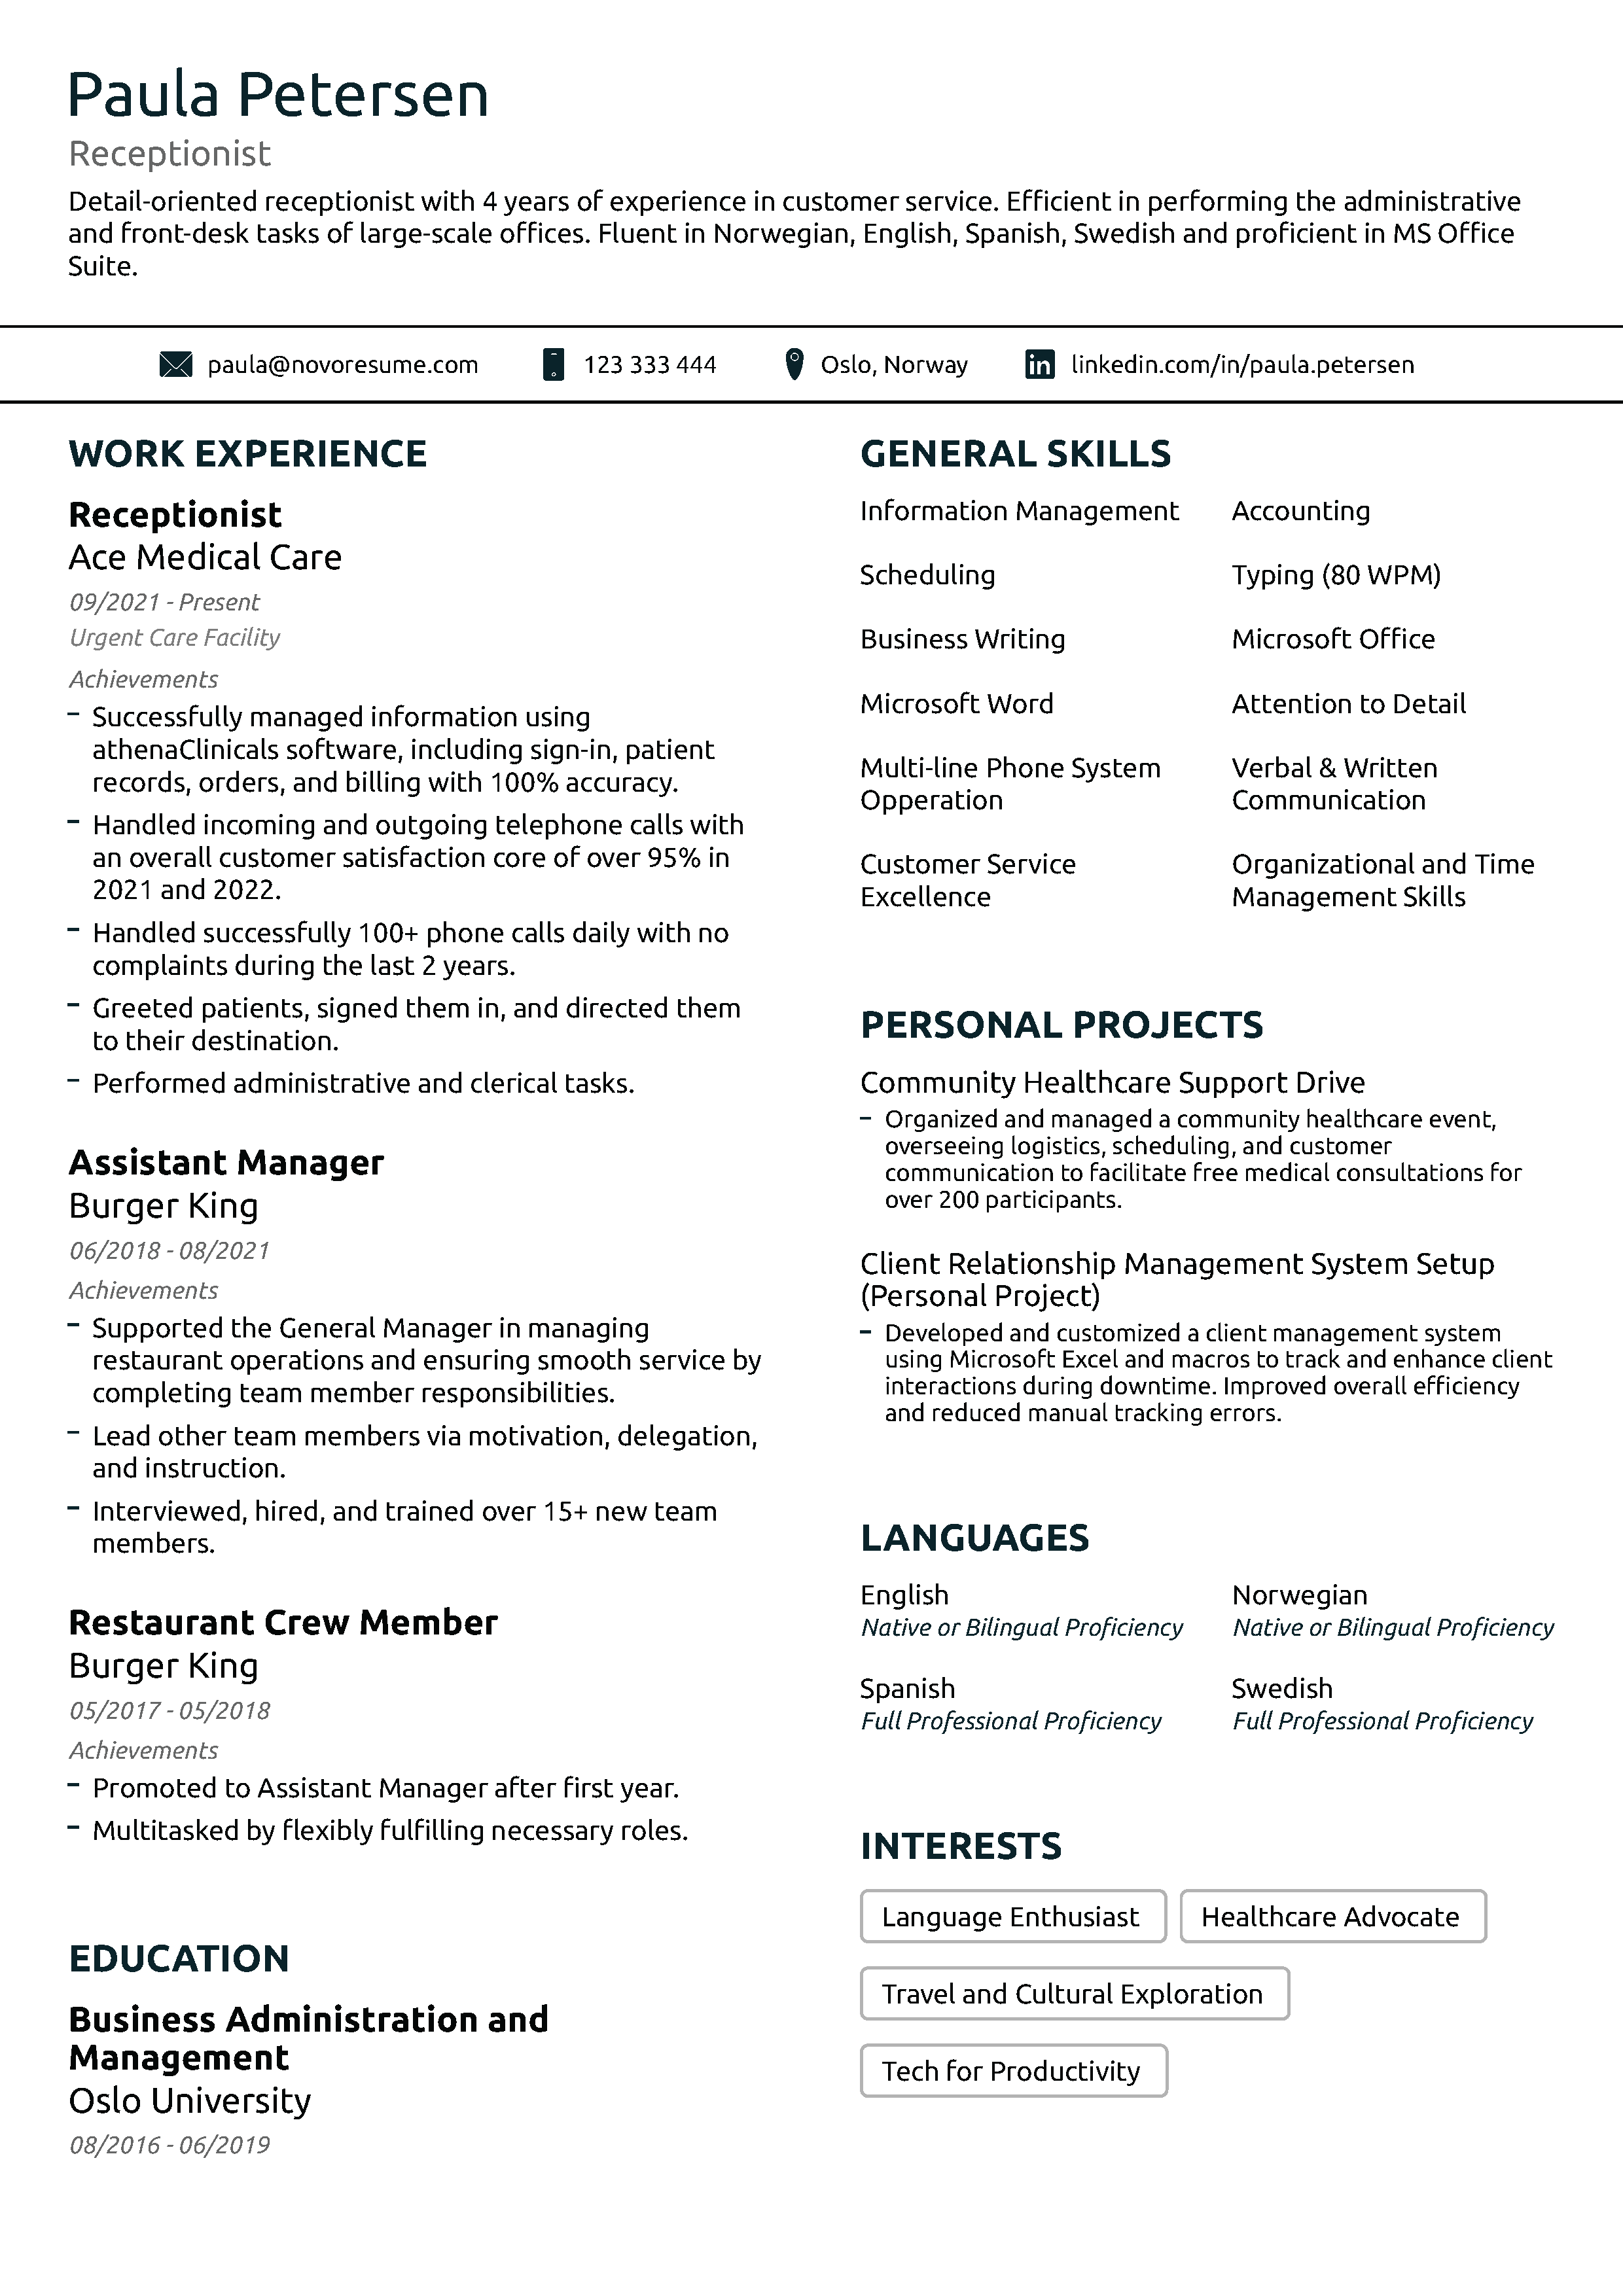 Paula Petersen
Receptionist
Detail-oriented receptionist with 4 years of experience in customer service. Efficient in performing the administrative
and front-desk tasks of large-scale offices. Fluent in Norwegian, English, Spanish, Swedish and proficient in MS Office
Suite.
paula@novoresume.com 123 333 444 Oslo, Norway linkedin.com/in/paula.petersen
WORK EXPERIENCE
Receptionist
Ace Medical Care
09/2021 - Present
Urgent Care Facility
Achievements
– Successfully managed information using
athenaClinicals software, including sign-in, patient
records, orders, and billing with 100% accuracy.
– Handled incoming and outgoing telephone calls with
an overall customer satisfaction core of over 95% in
2021 and 2022.
– Handled successfully 100+ phone calls daily with no
complaints during the last 2 years.
– Greeted patients, signed them in, and directed them
to their destination.
– Performed administrative and clerical tasks.
Assistant Manager
Burger King
06/2018 - 08/2021
Achievements
– Supported the General Manager in managing
restaurant operations and ensuring smooth service by
completing team member responsibilities.
– Lead other team members via motivation, delegation,
and instruction.
– Interviewed, hired, and trained over 15+ new team
members.
Restaurant Crew Member
Burger King
05/2017 - 05/2018
Achievements
– Promoted to Assistant Manager after first year.
– Multitasked by flexibly fulfilling necessary roles.
EDUCATION
Business Administration and
Management
Oslo University
08/2016 - 06/2019
GENERAL SKILLS
Information Management Accounting
Scheduling Typing (80 WPM)
Business Writing Microsoft Office
Microsoft Word Attention to Detail
Multi-line Phone System Verbal & Written
Opperation Communication
Customer Service Organizational and Time
Excellence Management Skills
PERSONAL PROJECTS
Community Healthcare Support Drive
– Organized and managed a community healthcare event,
overseeing logistics, scheduling, and customer
communication to facilitate free medical consultations for
over 200 participants.
Client Relationship Management System Setup
(Personal Project)
– Developed and customized a client management system
using Microsoft Excel and macros to track and enhance client
interactions during downtime. Improved overall efficiency
and reduced manual tracking errors.
LANGUAGES
English Norwegian
Native or Bilingual Proficiency Native or Bilingual Proficiency
Spanish Swedish
Full Professional Proficiency Full Professional Proficiency
INTERESTS
Language Enthusiast Healthcare Advocate
Travel and Cultural Exploration
Tech for Productivity